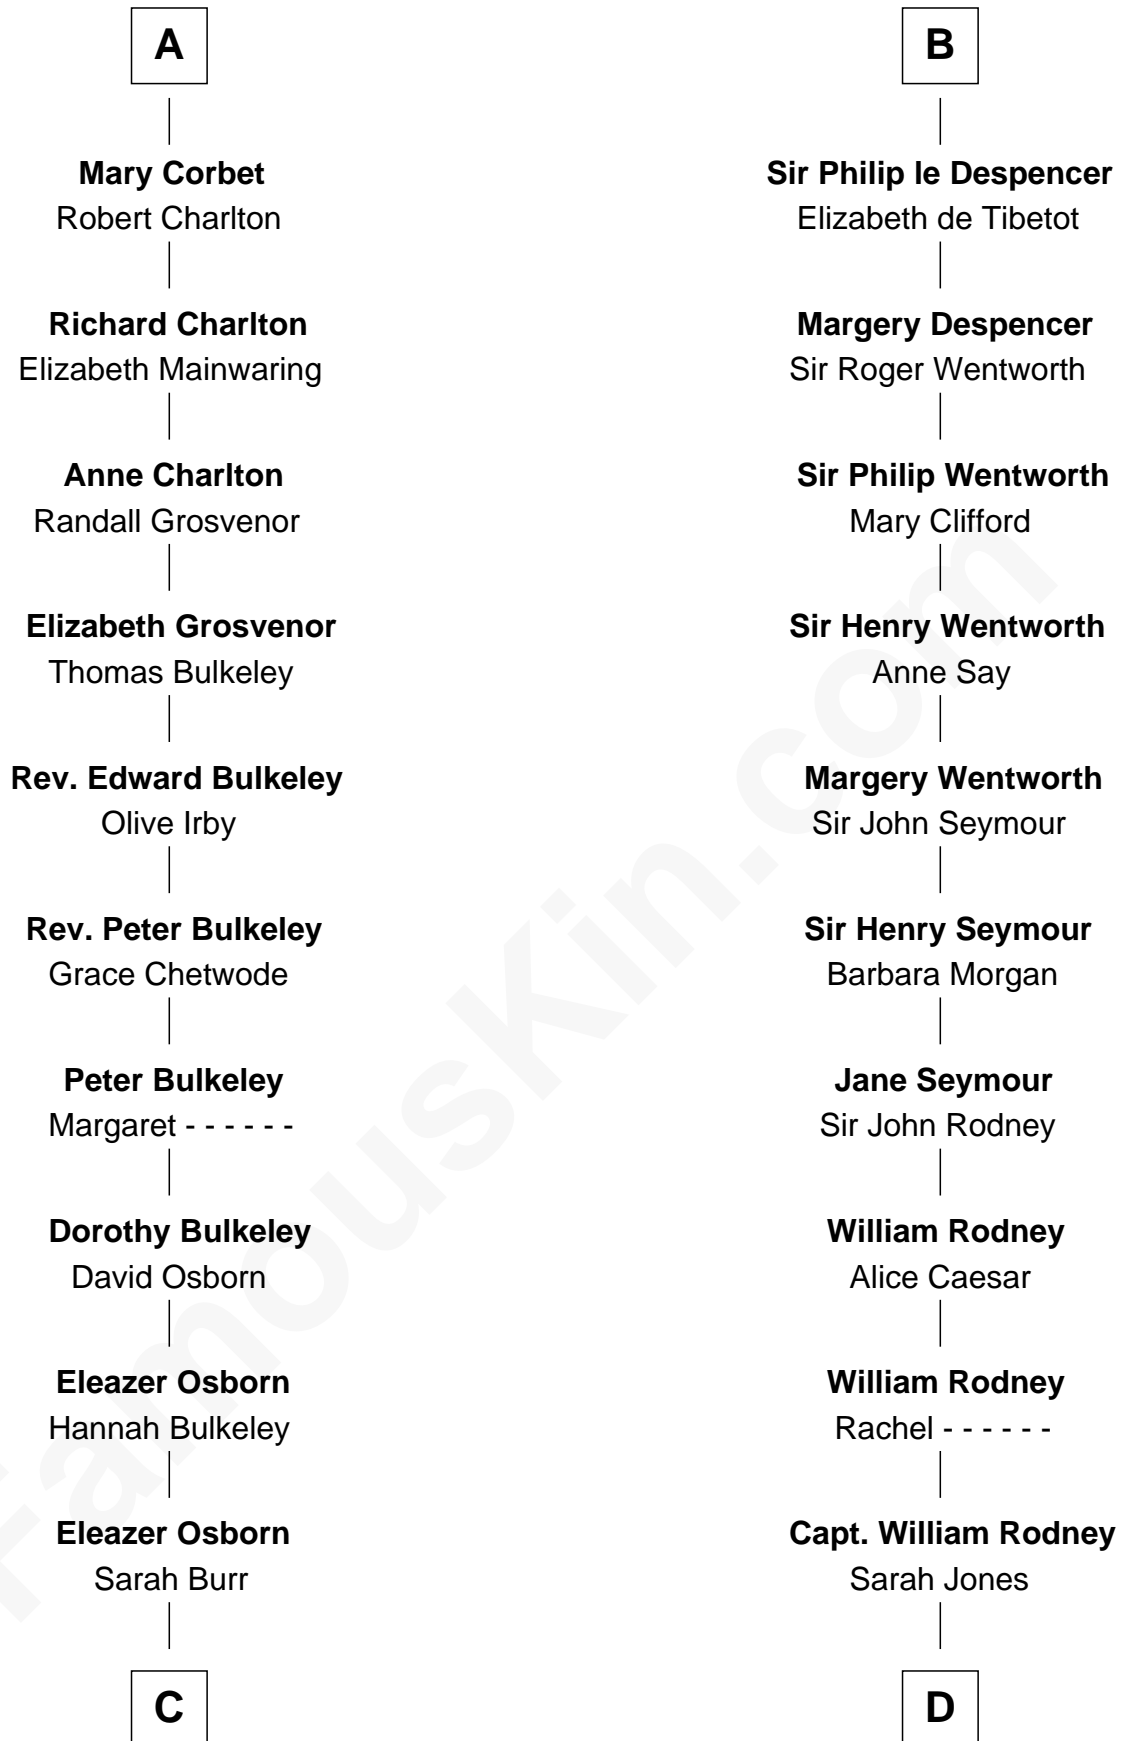 A
Mary Corbet
Robert Charlton
Richard Charlton
Elizabeth Mainwaring
Anne Charlton
Randall Grosvenor
Elizabeth Grosvenor
Thomas Bulkeley
Rev. Edward Bulkeley
Olive Irby
Rev. Peter Bulkeley
Grace Chetwode
Peter Bulkeley
Margaret - - - - - -
Dorothy Bulkeley
David Osborn
Eleazer Osborn
Hannah Bulkeley
Eleazer Osborn
Sarah Burr
C
B
Sir Philip le Despencer
Elizabeth de Tibetot
Margery Despencer
Sir Roger Wentworth
Sir Philip Wentworth
Mary Clifford
Sir Henry Wentworth
Anne Say
Margery Wentworth
Sir John Seymour
Sir Henry Seymour
Barbara Morgan
Jane Seymour
Sir John Rodney
William Rodney
Alice Caesar
William Rodney
Rachel - - - - - -
Capt. William Rodney
Sarah Jones
D
FamousKin.com